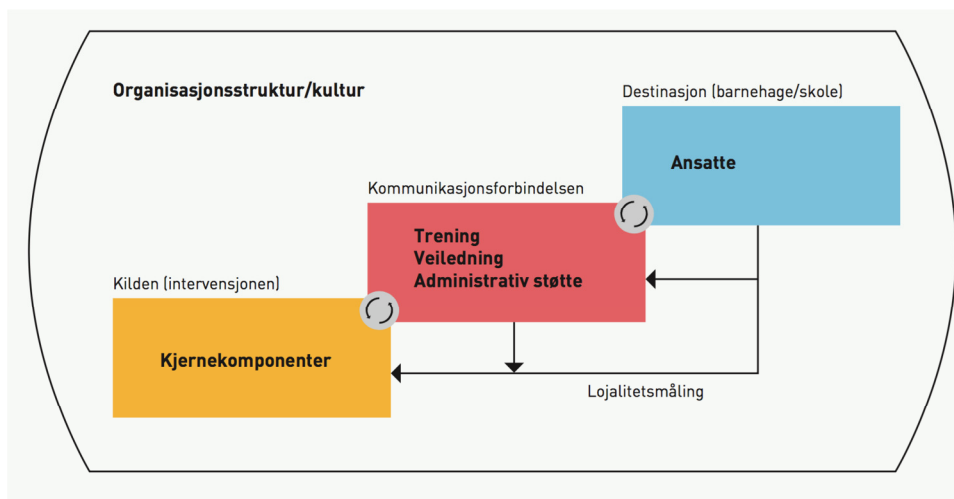 Organisasjonsstruktur/kultur
Destinasjon (barnehage/skole)
Ansatte
Kommunikasjonsforbindelsen
Trening
Veiledning
Administrativ støtte
Kilden (intervensjonen)
Kjernekomponenter
Lojalitetsmåling